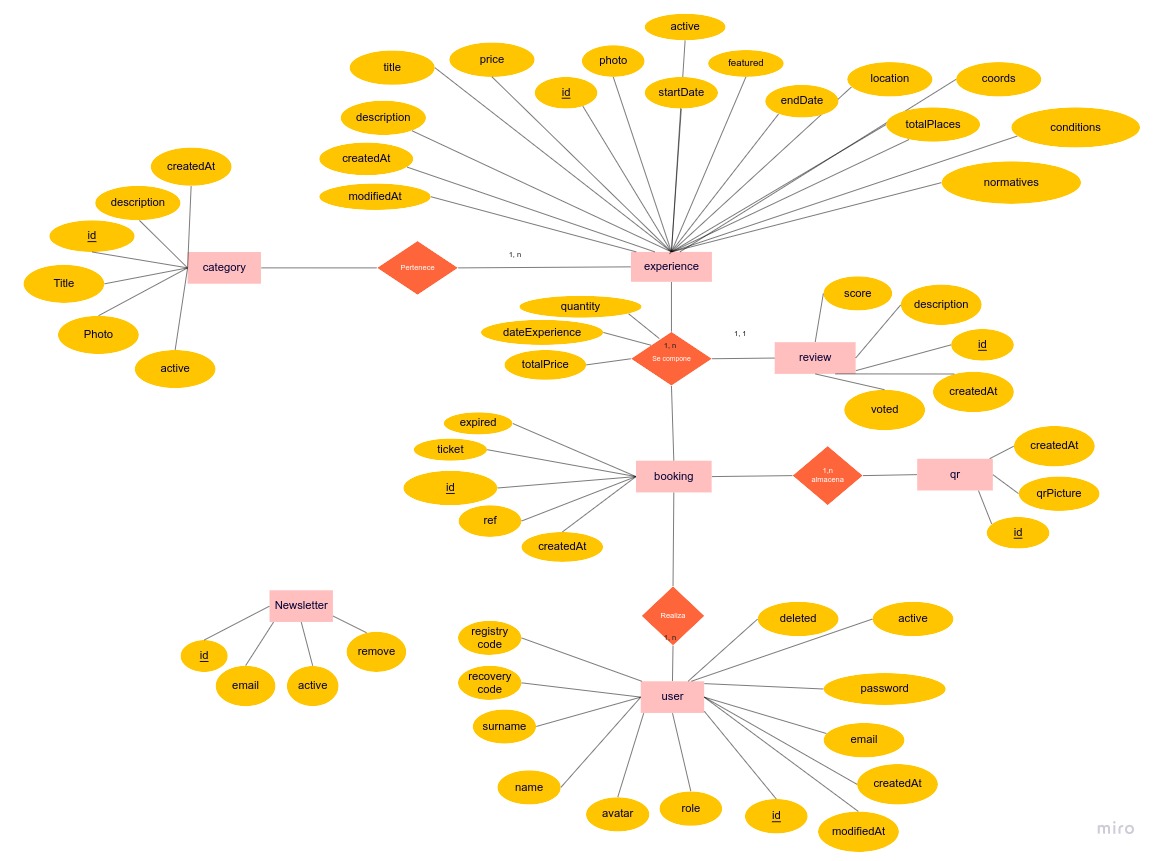 active
title
price
photo
featured
id
startDate
endDate
location
coords
description
totalPlaces
conditions
createdAt
modifiedAt
normatives
createdAt
description
id
Title
Photo
active
category
Pertenece
1, n
experience
quantity
dateExperience
totalPrice
1, n
Se compone
1, 1
review
score
description
id
createdAt
voted
expired
ticket
id
ref
createdAt
booking
1,n
almacena
qr
createdAt
qrPicture
id
Newsletter
id
email
active
remove
Realiza
1, n
registry
code
recovery
code
surname
name
avatar
role
id
user
deleted
active
password
email
createdAt
modifiedAt
miro